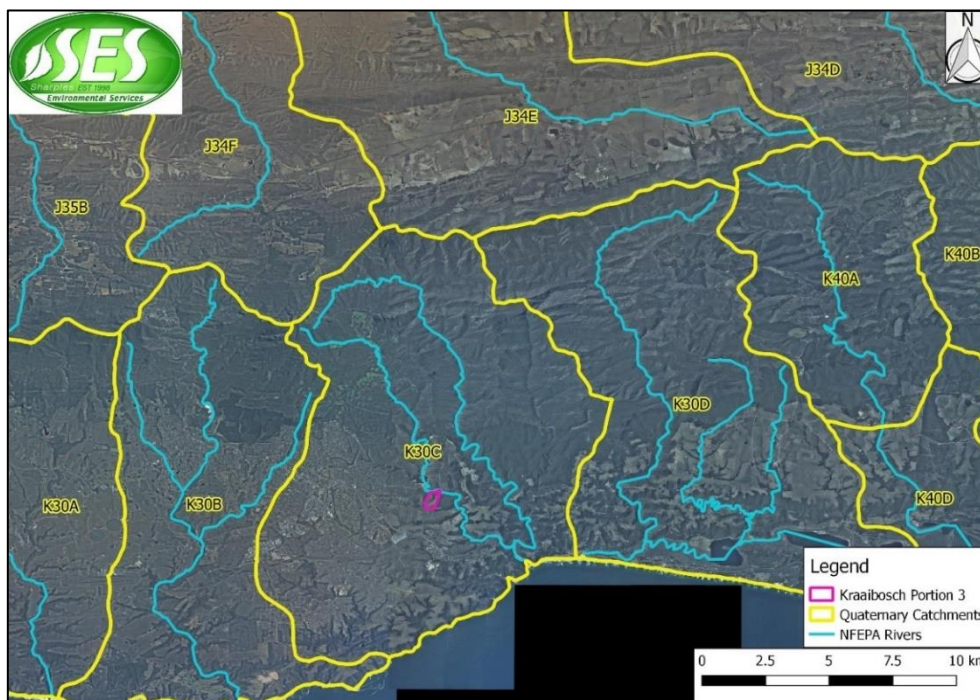 SES
Sharples EST 1998
Environmental Services
N
J34D
J34E
J34F
J35B
K40B
K40A
K30D
K30C
K30A
K30B
K40D
Legend
Kraaibosch Portion 3
Quaternary Catchments
NFEPA Rivers
0 2.5 5 7.5 10 km